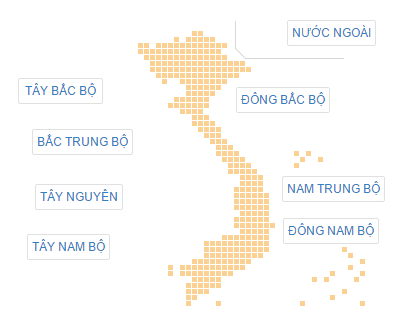 NƯỚC NGOÀI
TÂY BẮC BỘ
ĐÔNG BẮC BỘ
BẮC TRUNG BỘ
NAM TRUNG BỘ
TÂY NGUYÊN
ĐÔNG NAM BỘ
TÂY NAM BỘ